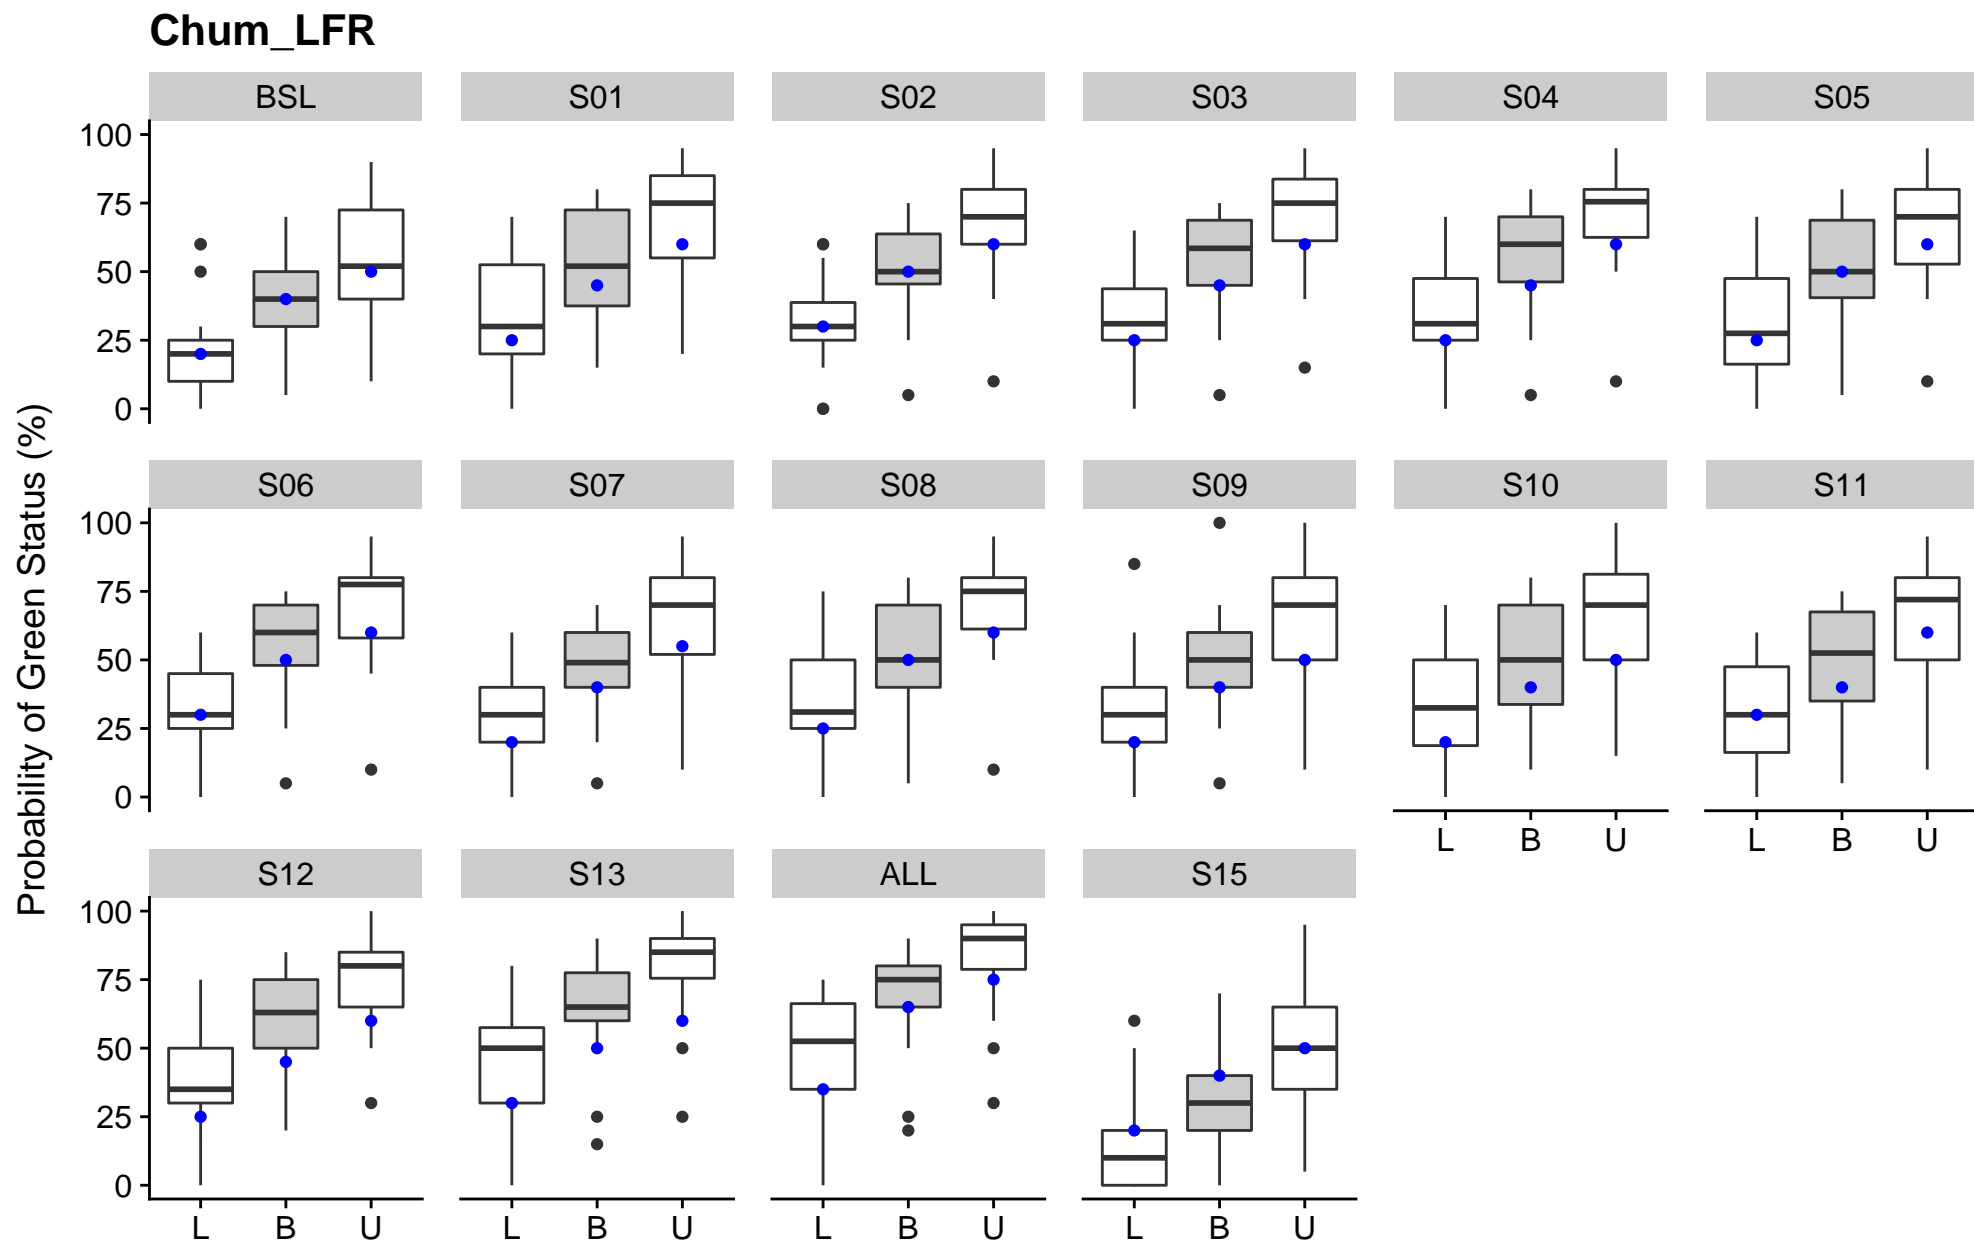 Chum_LFR
BSL S01 S02 S03 S04 S05
100
75
50
25
0
S06 S07 S08 S09 S10 S11
100
75
50
25
0
L B U L B U
S12 S13 ALL S15
100
75
50
25
0
L B U L B U L B U L B U
Probability of Green Status (%)